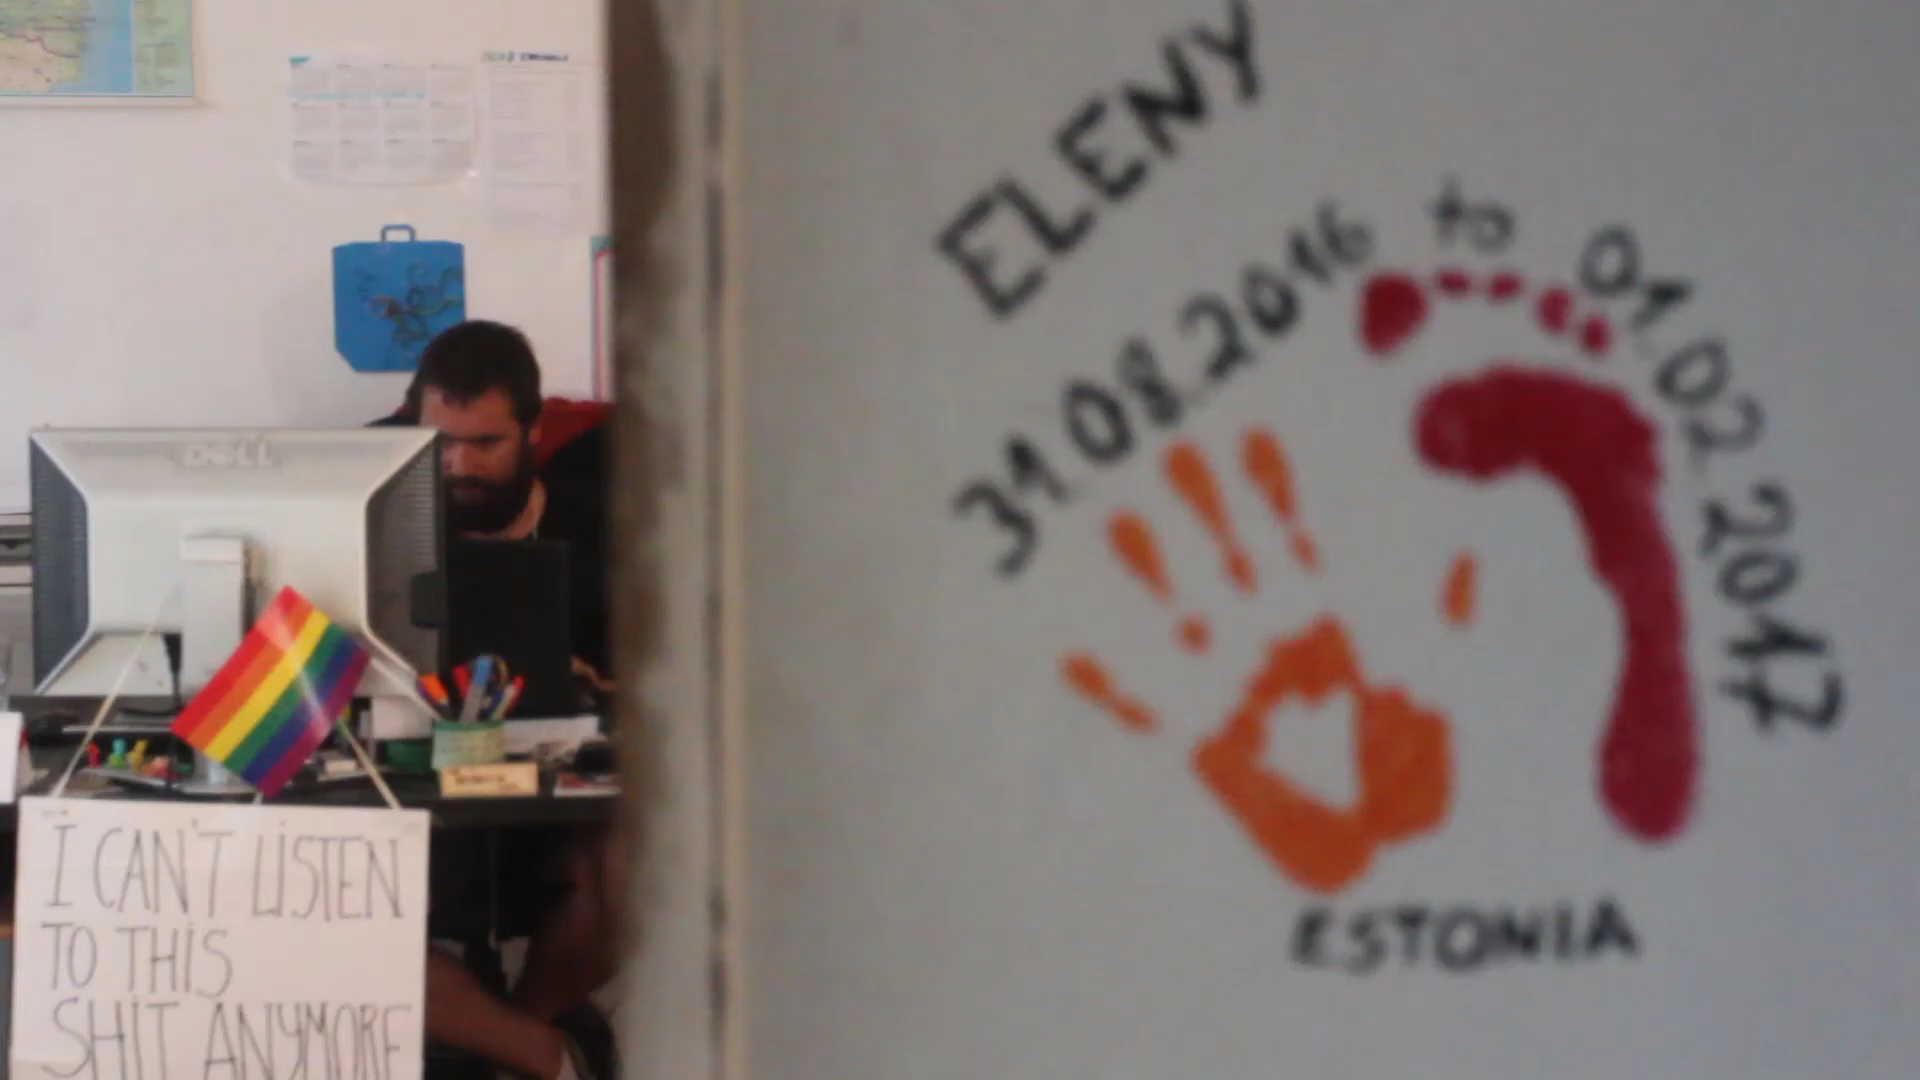 DELL
I CAN'T LISTEN
TO THIS
SHIT ANYMORE
ELENY
31.08.2016 to 01.02.2017
ESTONIA